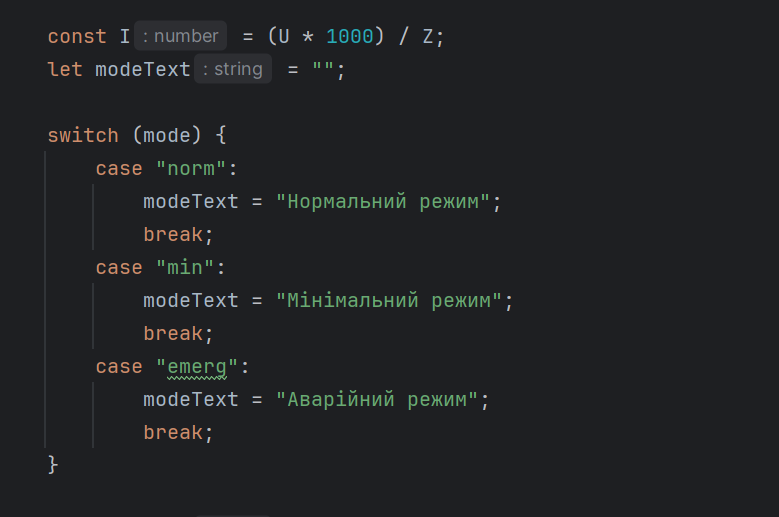 const I : number = (U * 1000) / Z;
let modeText : string = "";
switch (mode) {
case "norm":
modeText = "Нормальний режим";
break;
case "min":
modeText = "Мінімальний режим";
break;
case "emerg":
modeText = "Аварійний режим";
break;
}